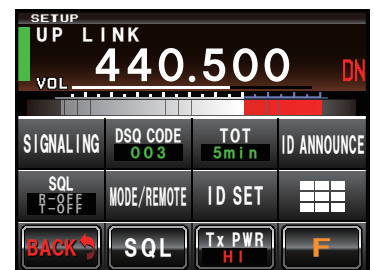 SETUP
UP LINK
VOL 440.500 DN
SIGNALING DSQ CODE TOT ID ANNOUNCE
003 5min
SQL MODE/REMOTE ID SET
R-OFF
T-OFF
BACK SQL Tx PWR F
HI